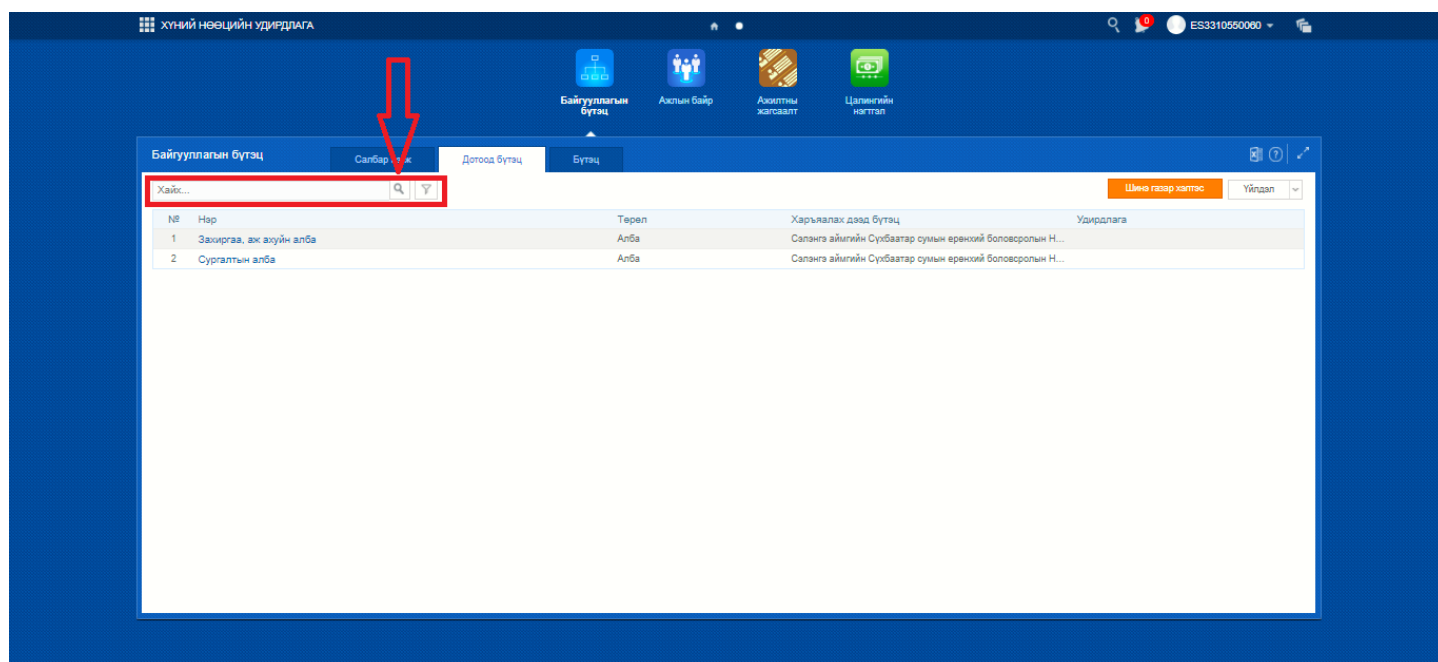 ХҮНИЙ НӨӨЦИЙН УДИРДЛАГА
0
ES3310550060
Байгууллагын бүтэц
Ажлын байр
Ажилтны жагсаалт
Цалингийн нэгтгэл
Байгууллагын бүтэц
Салбар
Дотоод бүтэц
Бүтэц
Хайх...
Шинэ газар хэлтэс
Үйлдэл
№ Нэр Төрөл Харъяалах дээд бүтэц Удирдлага
1 Захиргаа, аж ахуйн алба Алба Сэлэнгэ аймгийн Сүхбаатар сумын ерөнхий боловсролын Н...
2 Сургалтын алба Алба Сэлэнгэ аймгийн Сүхбаатар сумын ерөнхий боловсролын Н...